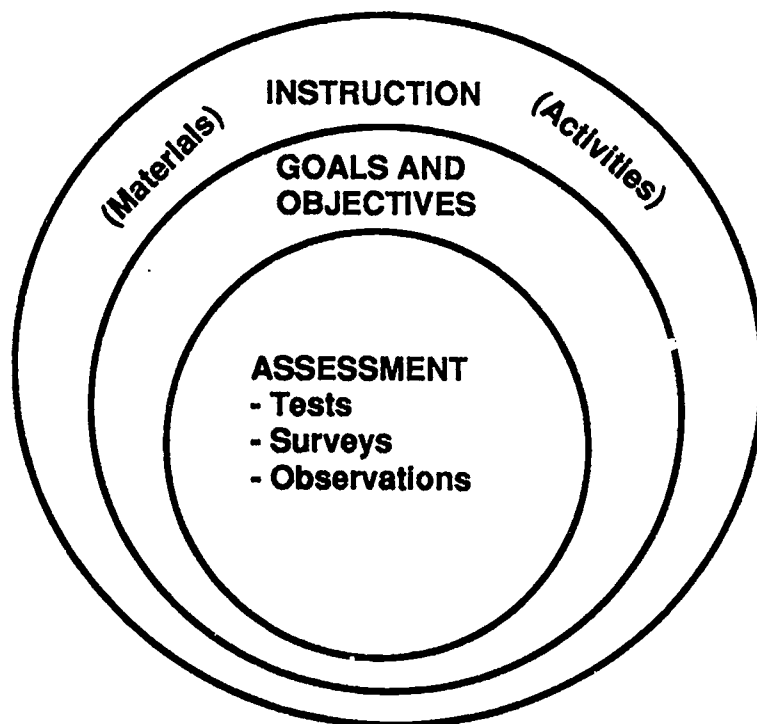 INSTRUCTION
(Materials)
(Activities)
GOALS AND
OBJECTIVES
ASSESSMENT
- Tests
- Surveys
- Observations